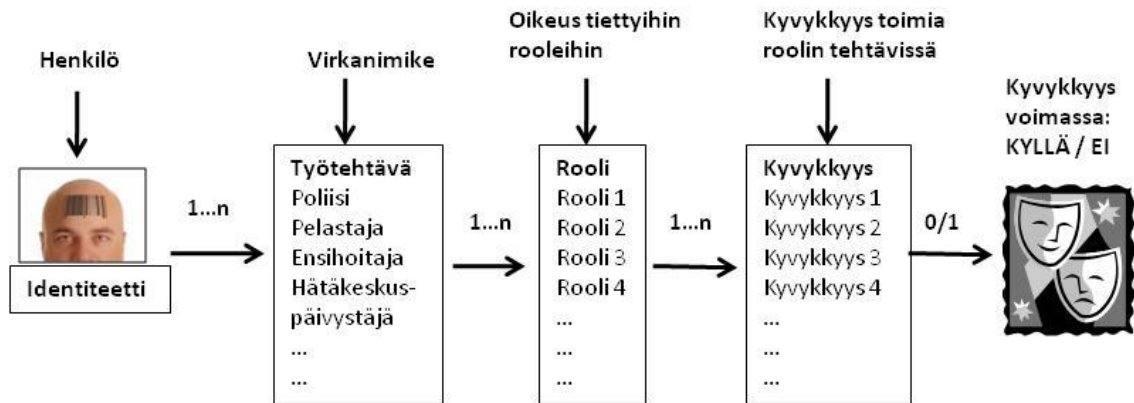 Henkilö
Identiteetti
1...n
Virkanimike
Työtehtävä
Poliisi
Pelastaja
Ensihoitaja
Hätäkeskus-
päivystäjä
...
...
1...n
Oikeus tiettyihin
rooleihin
Rooli
Rooli 1
Rooli 2
Rooli 3
Rooli 4
...
...
...
1...n
Kyvykkyys toimia
roolin tehtävissä
Kyvykkyys
Kyvykkyys 1
Kyvykkyys 2
Kyvykkyys 3
Kyvykkyys 4
...
...
...
0/1
Kyvykkyys
voimassa:
KYLLÄ / EI